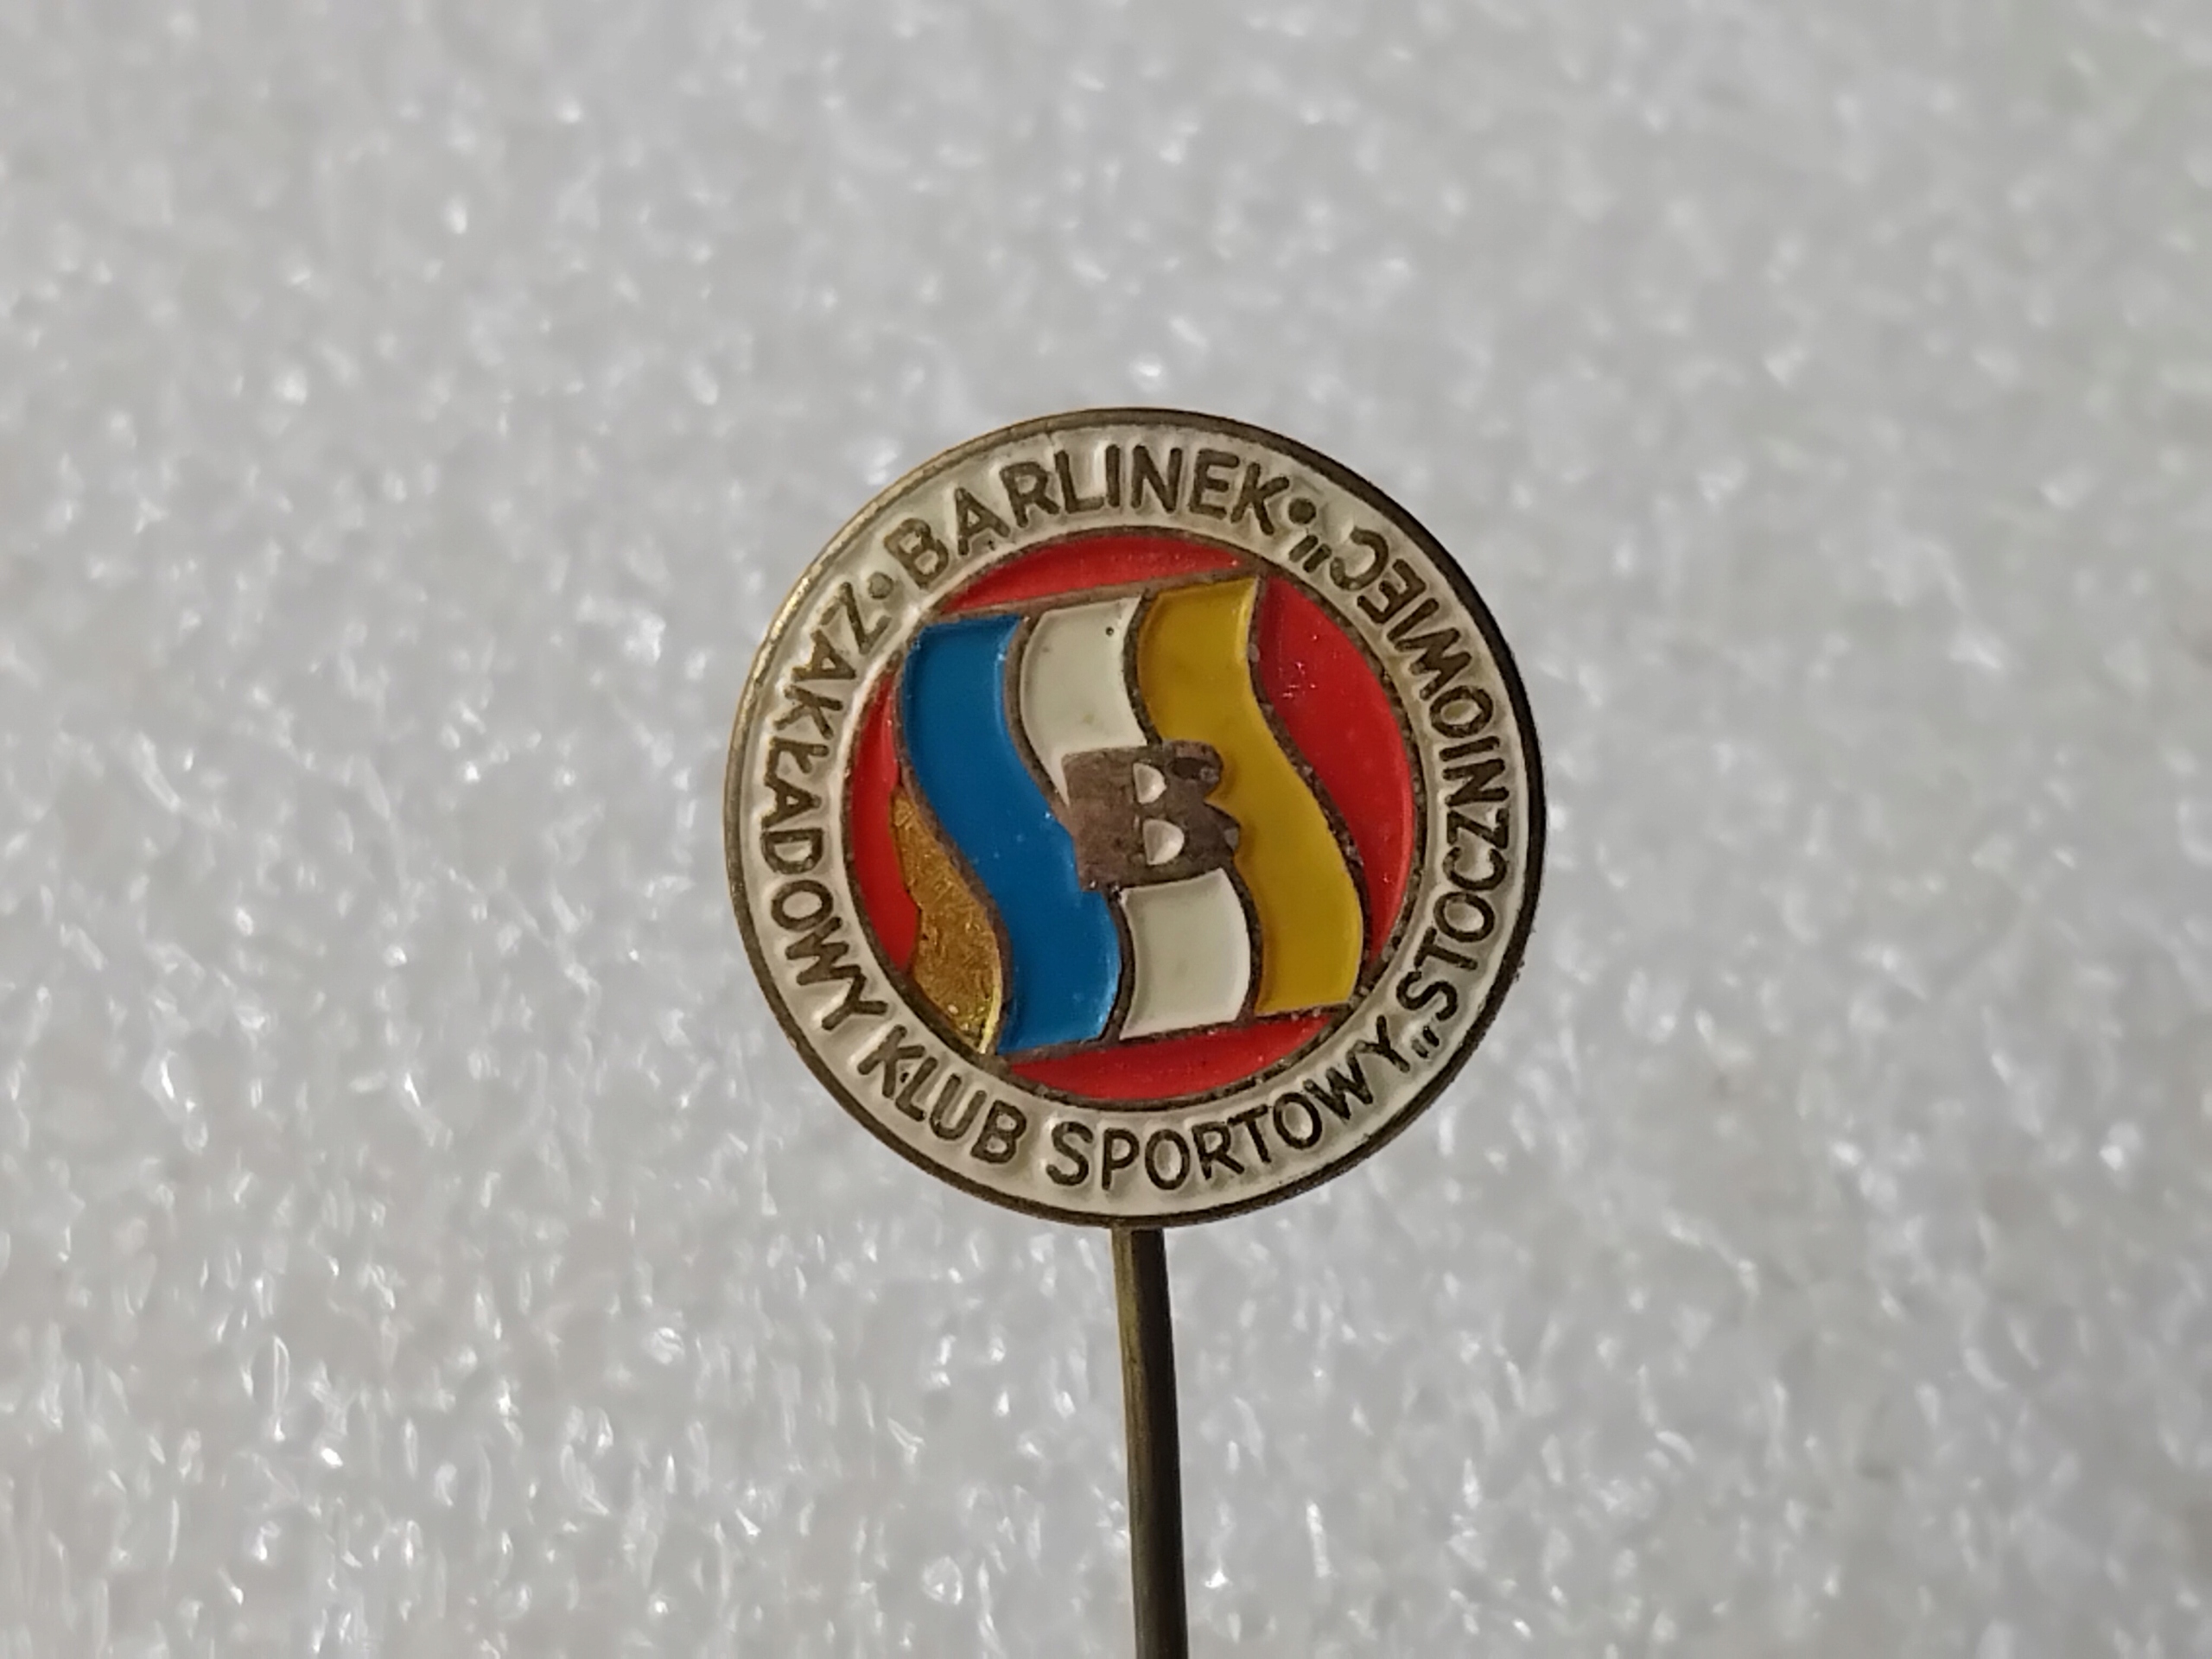 ZAKŁADOWY KLUB SPORTOWY „STOCZNIOWIEC"
• BARLINEK •